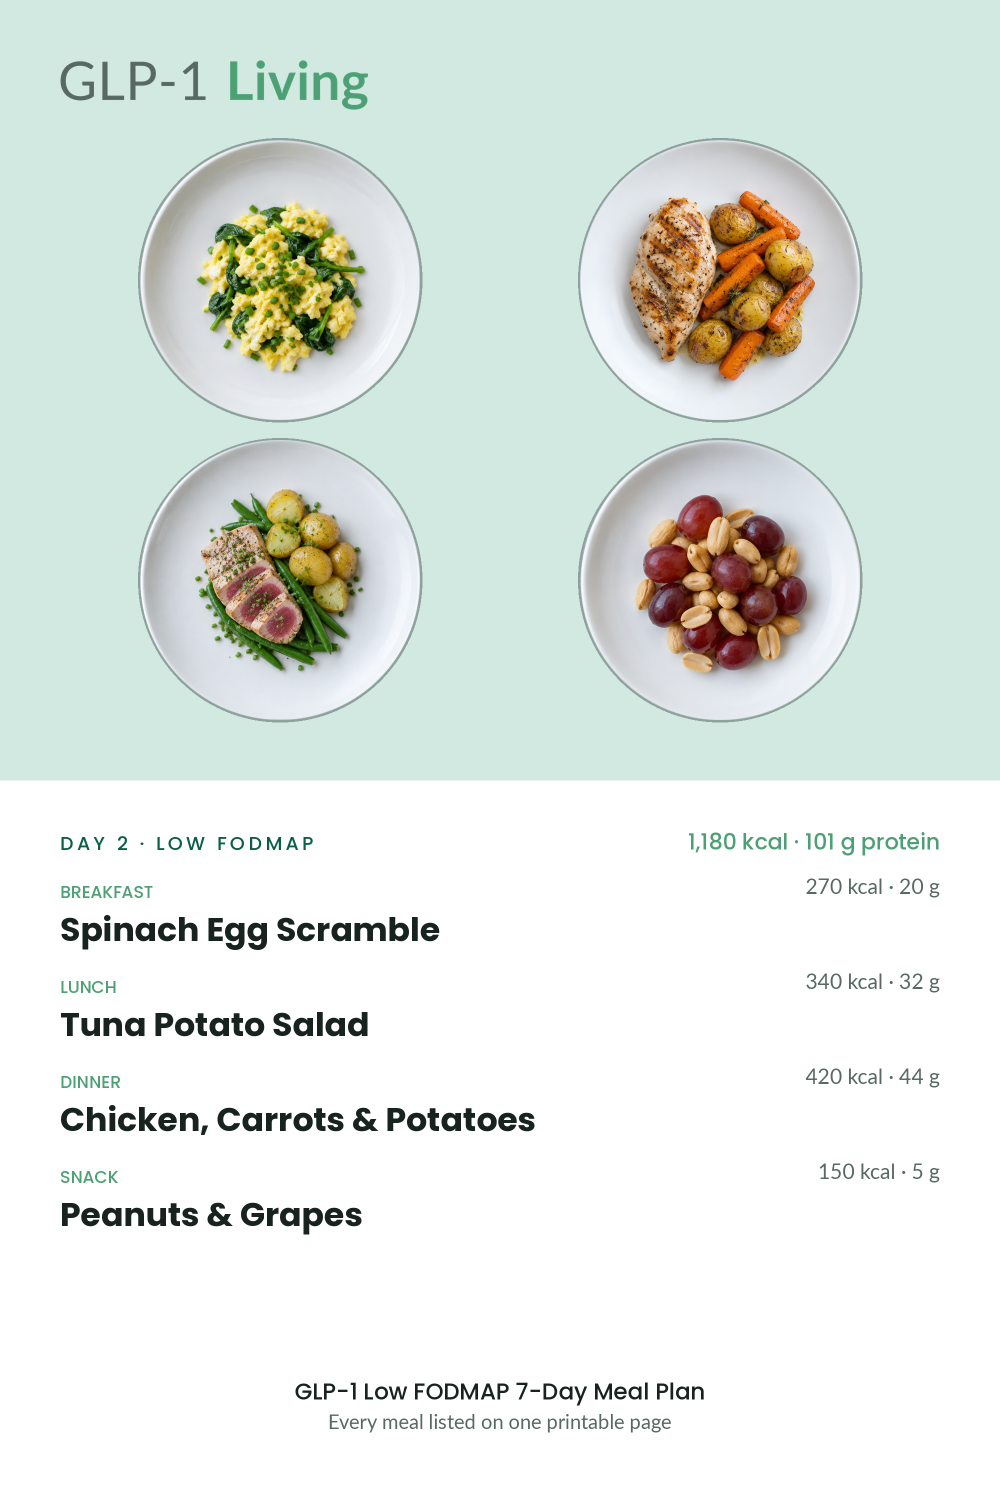 GLP-1 Living
DAY 2 · LOW FODMAP
1,180 kcal · 101 g protein
BREAKFAST
270 kcal · 20 g
Spinach Egg Scramble
LUNCH
340 kcal · 32 g
Tuna Potato Salad
DINNER
420 kcal · 44 g
Chicken, Carrots & Potatoes
SNACK
150 kcal · 5 g
Peanuts & Grapes
GLP-1 Low FODMAP 7-Day Meal Plan
Every meal listed on one printable page